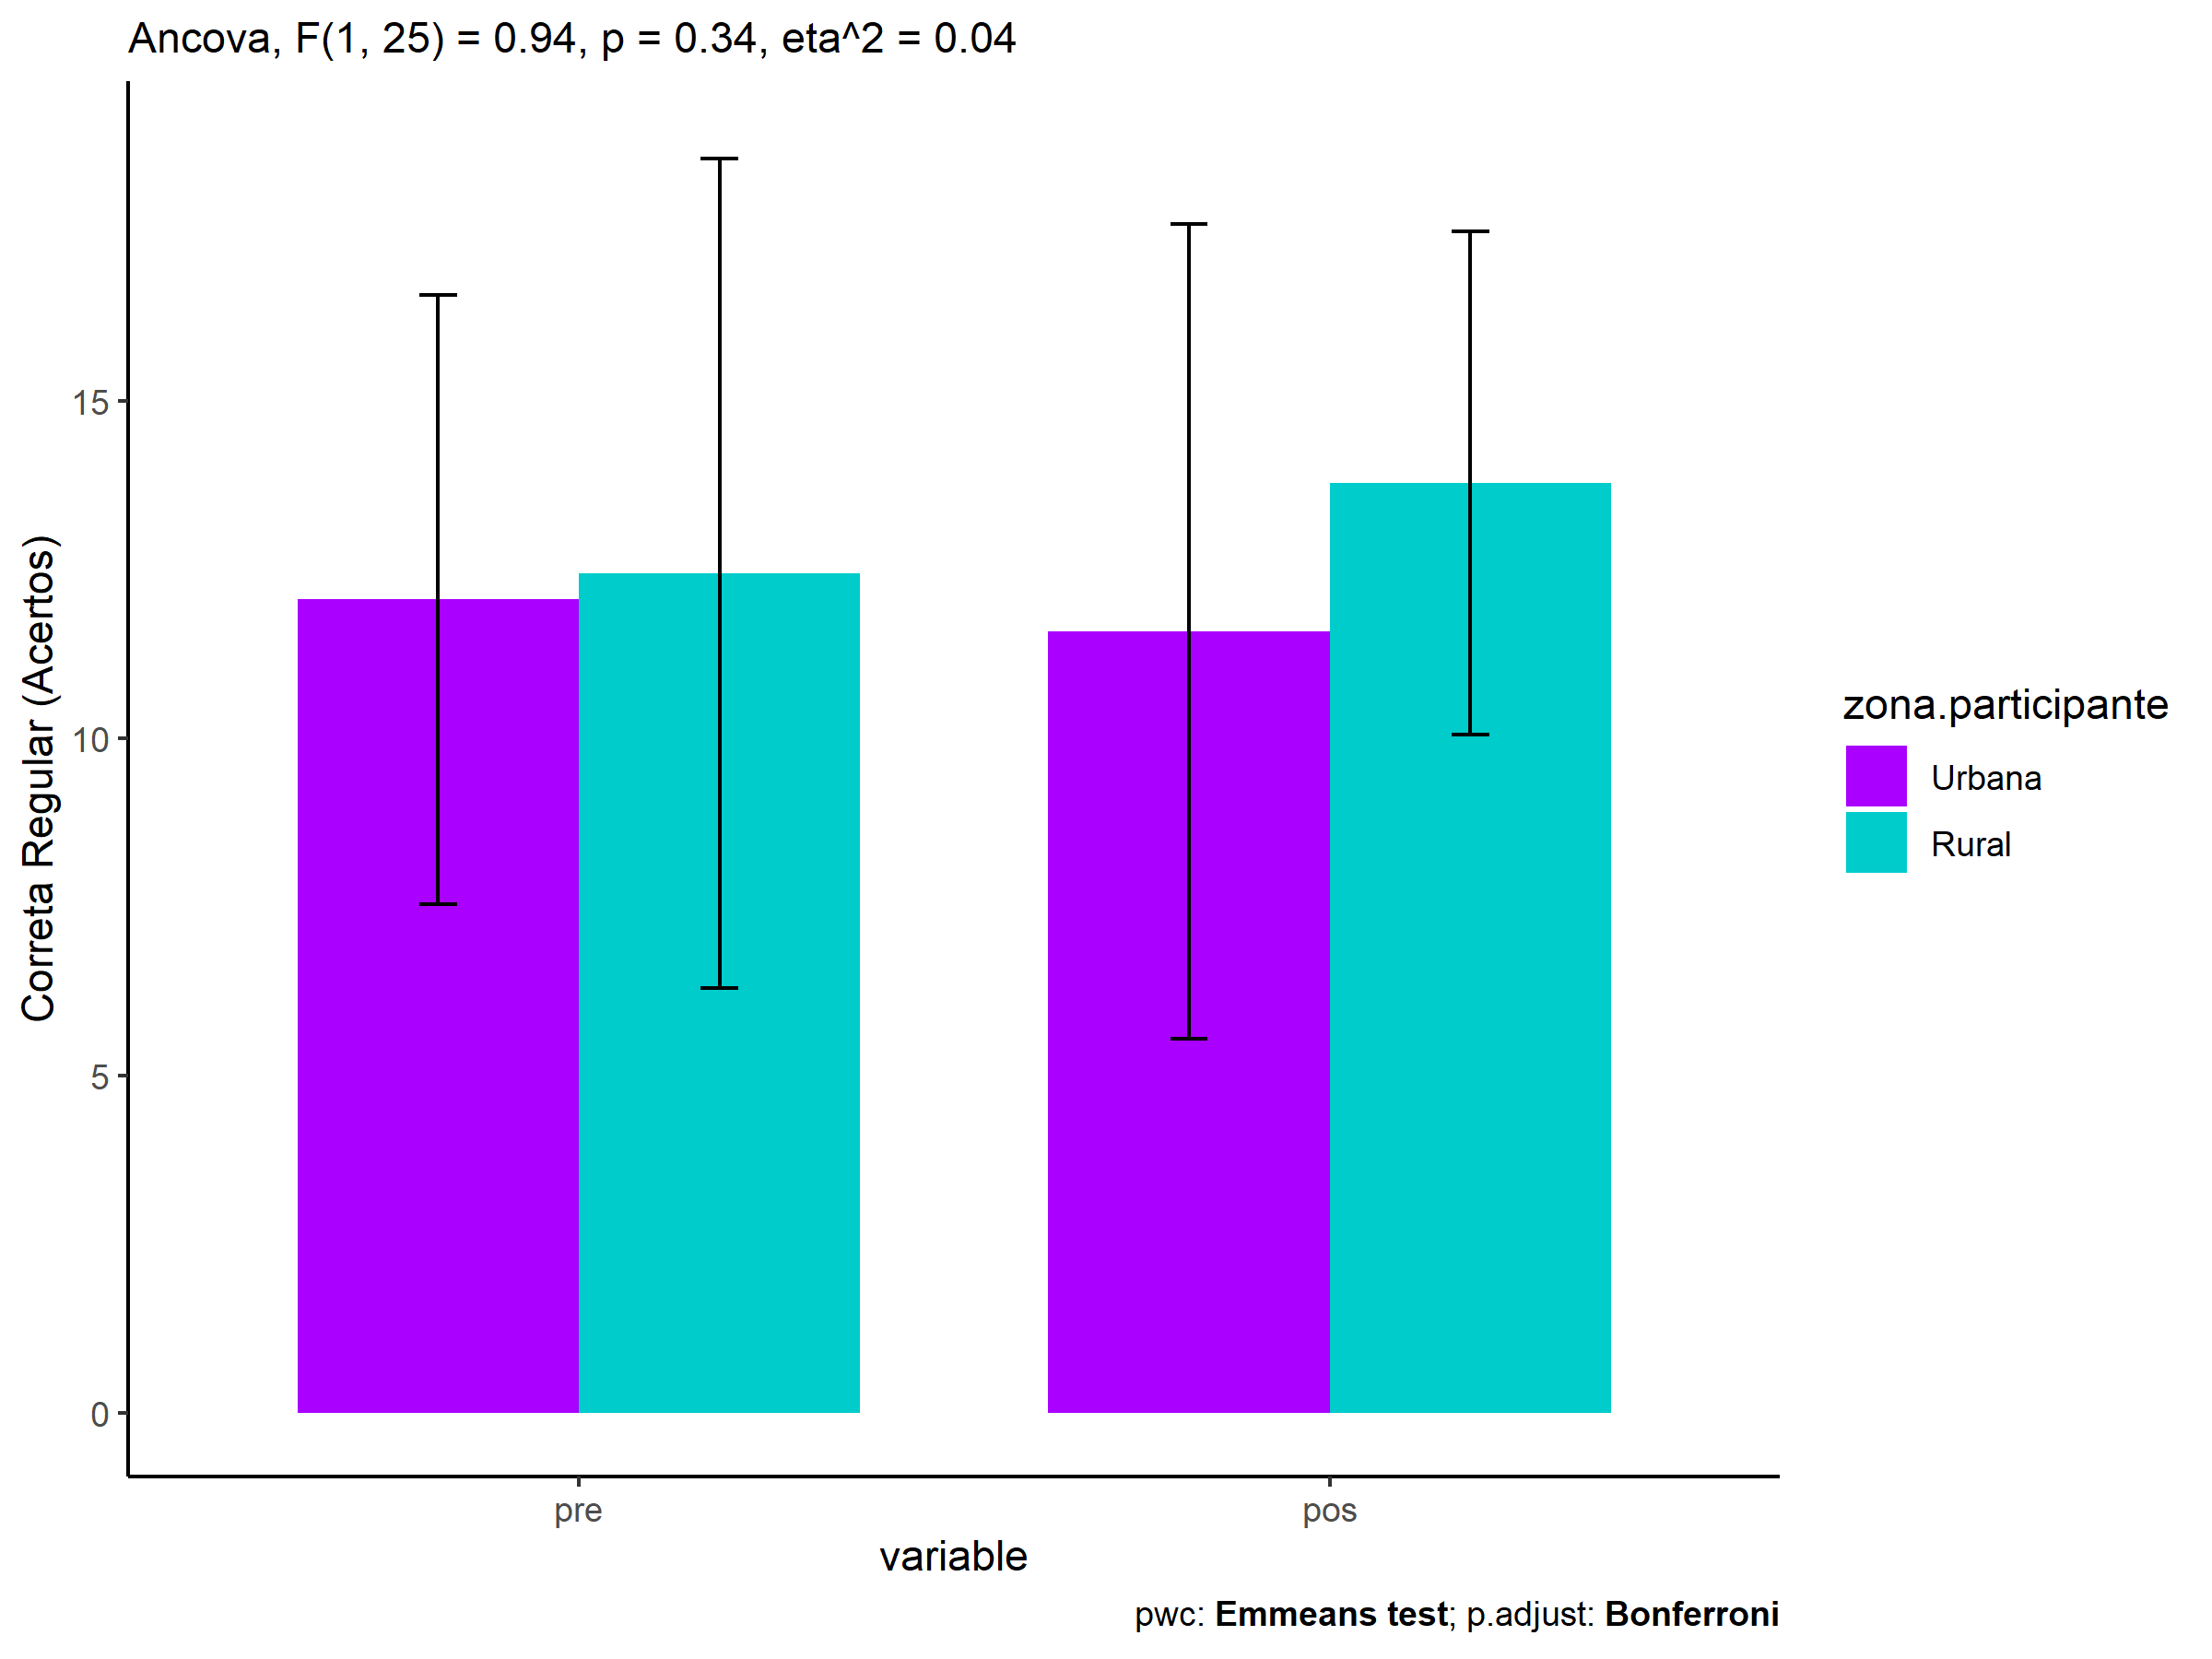 Ancova, F(1, 25) = 0.94, p = 0.34, eta^2 = 0.04
Correta Regular (Acertos)
15
10
5
0
pre
pos
variable
zona.participante
Urbana
Rural
pwc: Emmeans test; p.adjust: Bonferroni